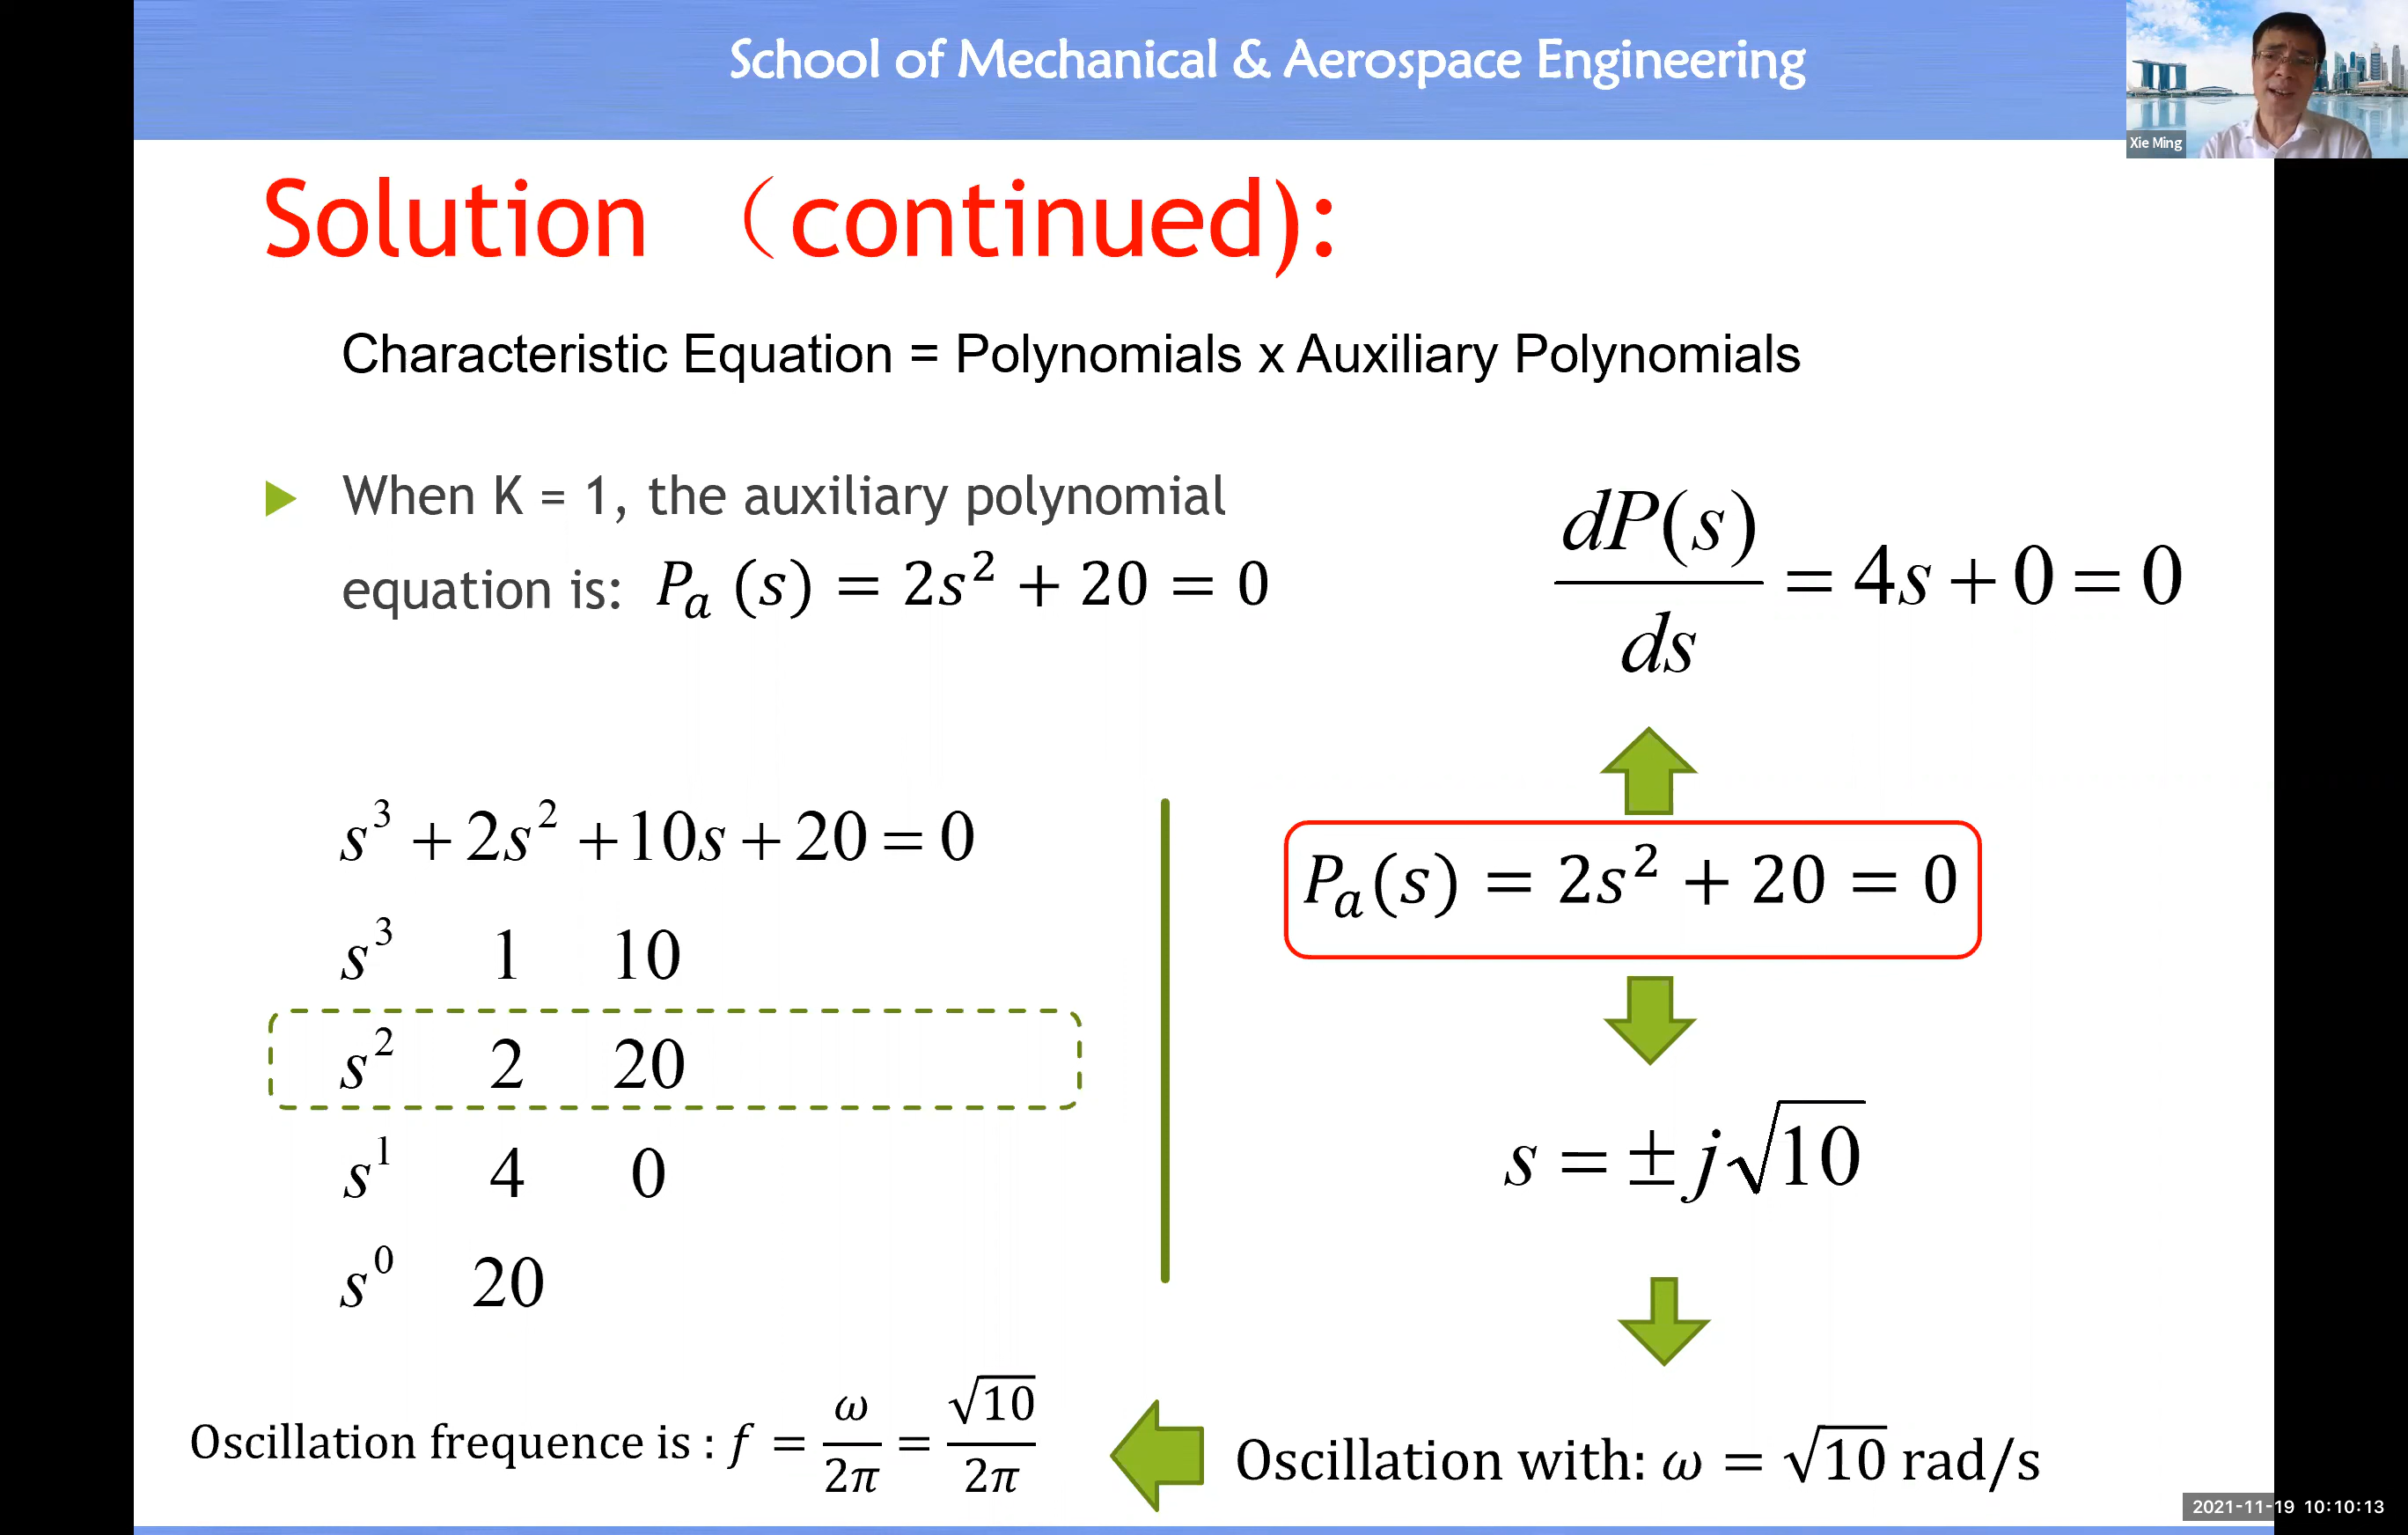 School of Mechanical & Aerospace Engineering
Xie Ming
Solution （continued):
Characteristic Equation = Polynomials x Auxiliary Polynomials
When K = 1, the auxiliary polynomial
equation is: Pₐ (s) = 2s² + 20 = 0
dP(s)/ds = 4s + 0 = 0
s³ + 2s² + 10s + 20 = 0
s³ 1 10
s² 2 20
s¹ 4 0
s⁰ 20
Pₐ(s) = 2s² + 20 = 0
s = ± j√10
Oscillation with: ω = √10 rad/s
Oscillation frequence is : f = ω/2π = √10/2π
2021-11-19 10:10:13